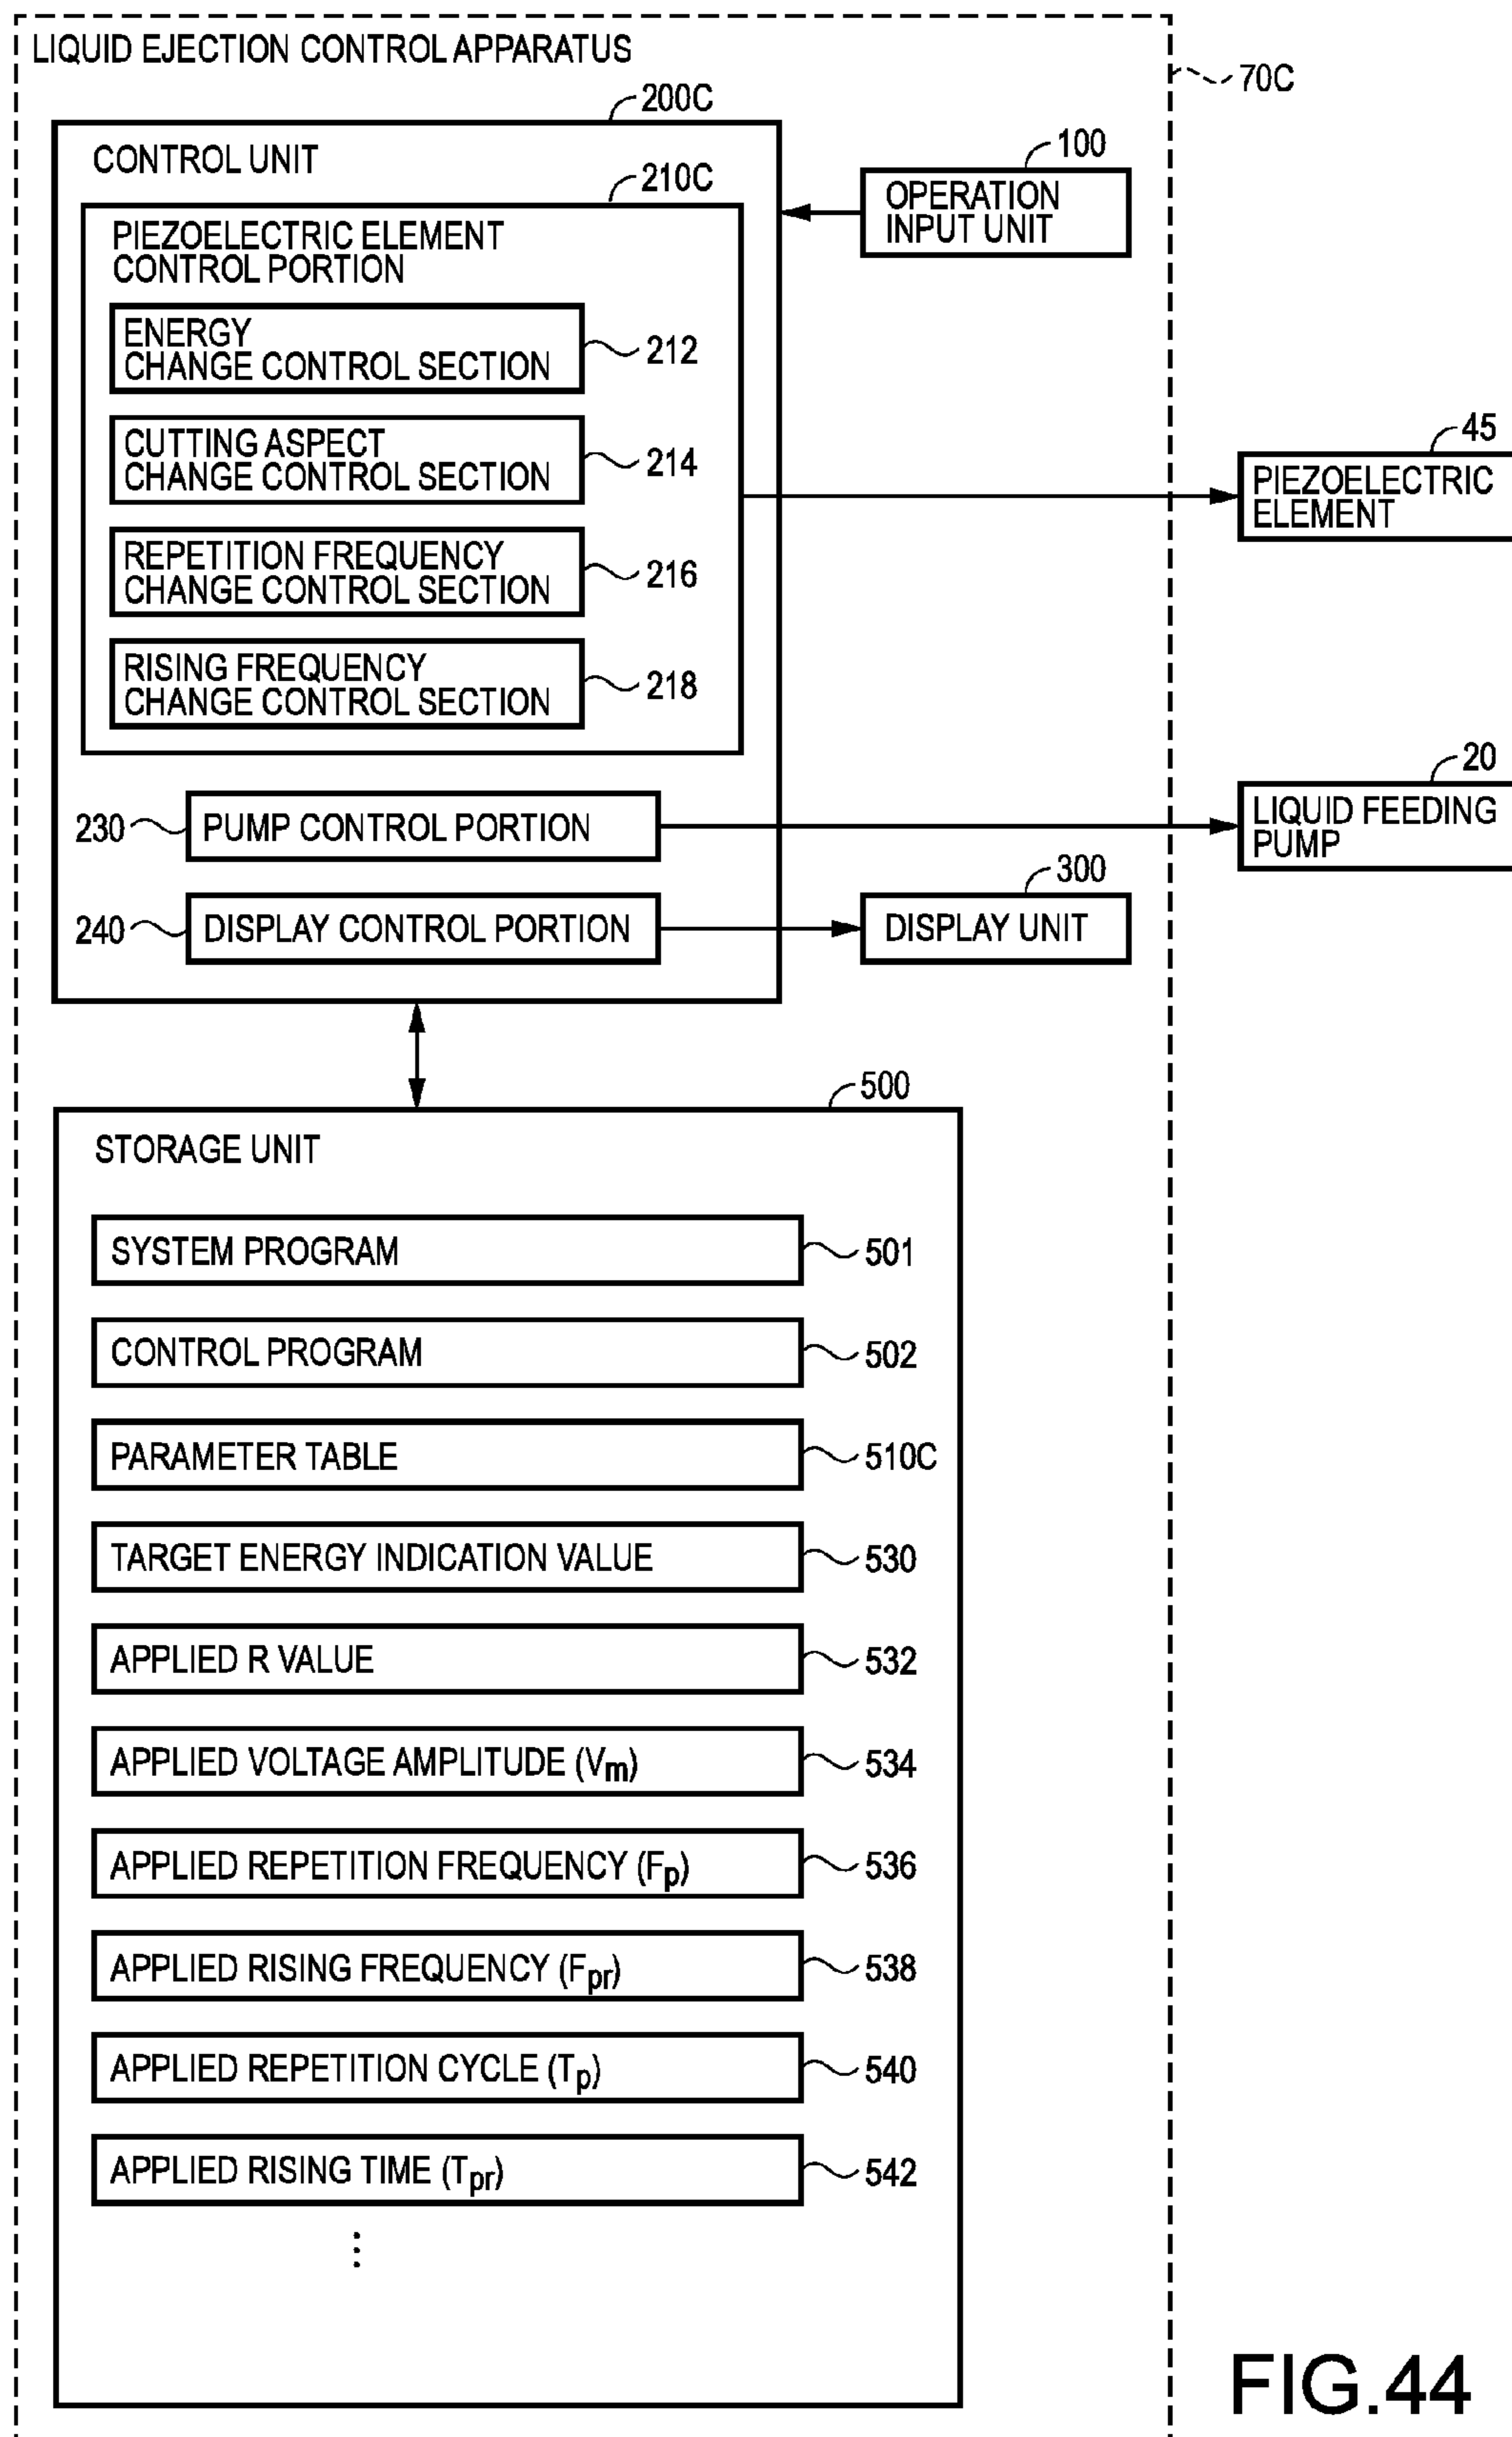 LIQUID EJECTION CONTROL APPARATUS
70C
200C
CONTROL UNIT
100
OPERATION
INPUT UNIT
210C
PIEZOELECTRIC ELEMENT
CONTROL PORTION
ENERGY
CHANGE CONTROL SECTION
212
CUTTING ASPECT
CHANGE CONTROL SECTION
214
45
PIEZOELECTRIC
ELEMENT
REPETITION FREQUENCY
CHANGE CONTROL SECTION
216
RISING FREQUENCY
CHANGE CONTROL SECTION
218
20
LIQUID FEEDING
PUMP
230
PUMP CONTROL PORTION
300
240
DISPLAY CONTROL PORTION
DISPLAY UNIT
500
STORAGE UNIT
SYSTEM PROGRAM
501
CONTROL PROGRAM
502
PARAMETER TABLE
510C
TARGET ENERGY INDICATION VALUE
530
APPLIED R VALUE
532
APPLIED VOLTAGE AMPLITUDE (Vm)
534
APPLIED REPETITION FREQUENCY (Fp)
536
APPLIED RISING FREQUENCY (Fpr)
538
APPLIED REPETITION CYCLE (Tp)
540
APPLIED RISING TIME (Tpr)
542
⋮
FIG.44